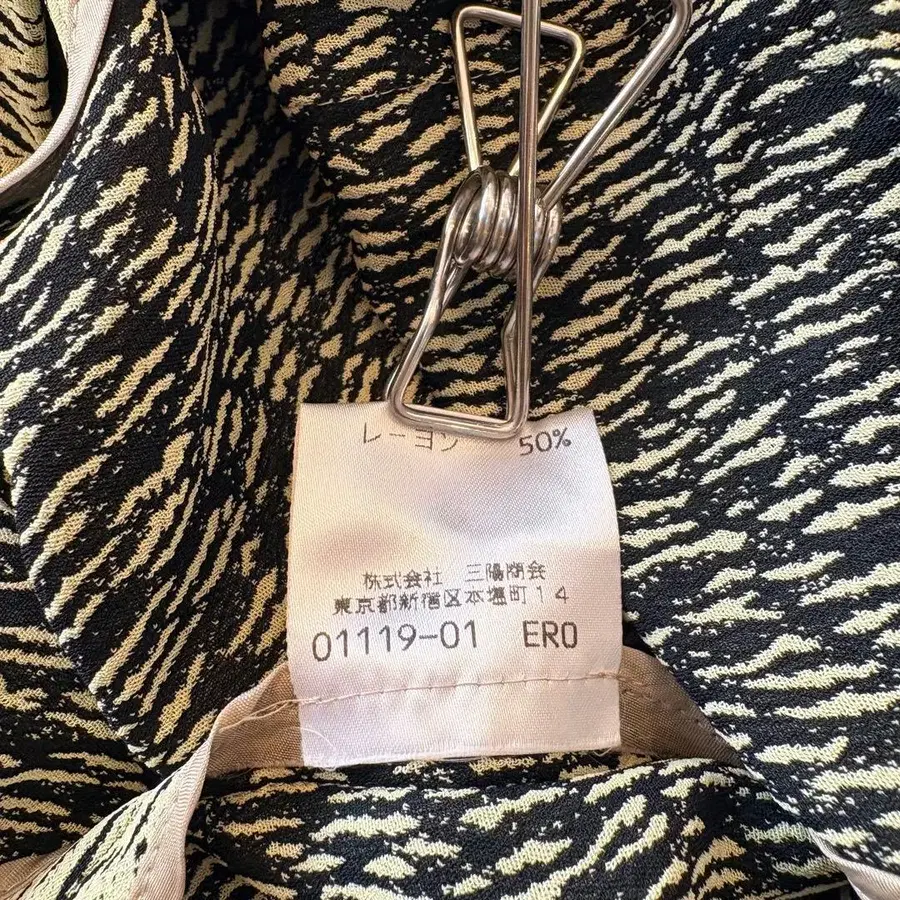 レーヨン 50%
株式会社 三陽商会
東京都新宿区本塩町14
01119-01 ER0